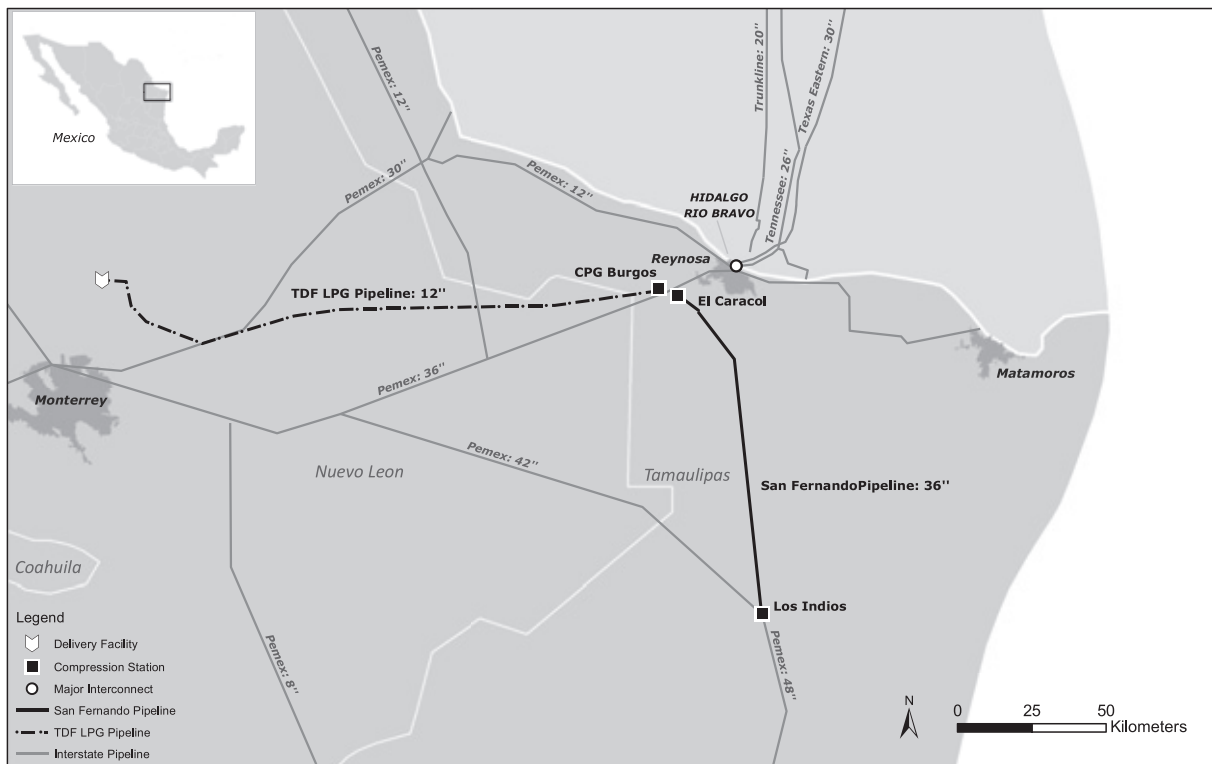 Mexico
Pemex: 12"
Trunkline: 20"
Texas Eastern: 30"
Tennessee: 26"
Pemex: 30"
Pemex: 12"
HIDALGO
RIO BRAVO
Reynosa
CPG Burgos
El Caracol
TDF LPG Pipeline: 12"
Matamoros
Pemex: 36"
Monterrey
Pemex: 42"
Nuevo Leon
Tamaulipas
San FernandoPipeline: 36"
Coahuila
Los Indios
Pemex: 8"
Pemex: 48"
Legend
Delivery Facility
Compression Station
Major Interconnect
San Fernando Pipeline
TDF LPG Pipeline
Interstate Pipeline
N
0 25 50
Kilometers